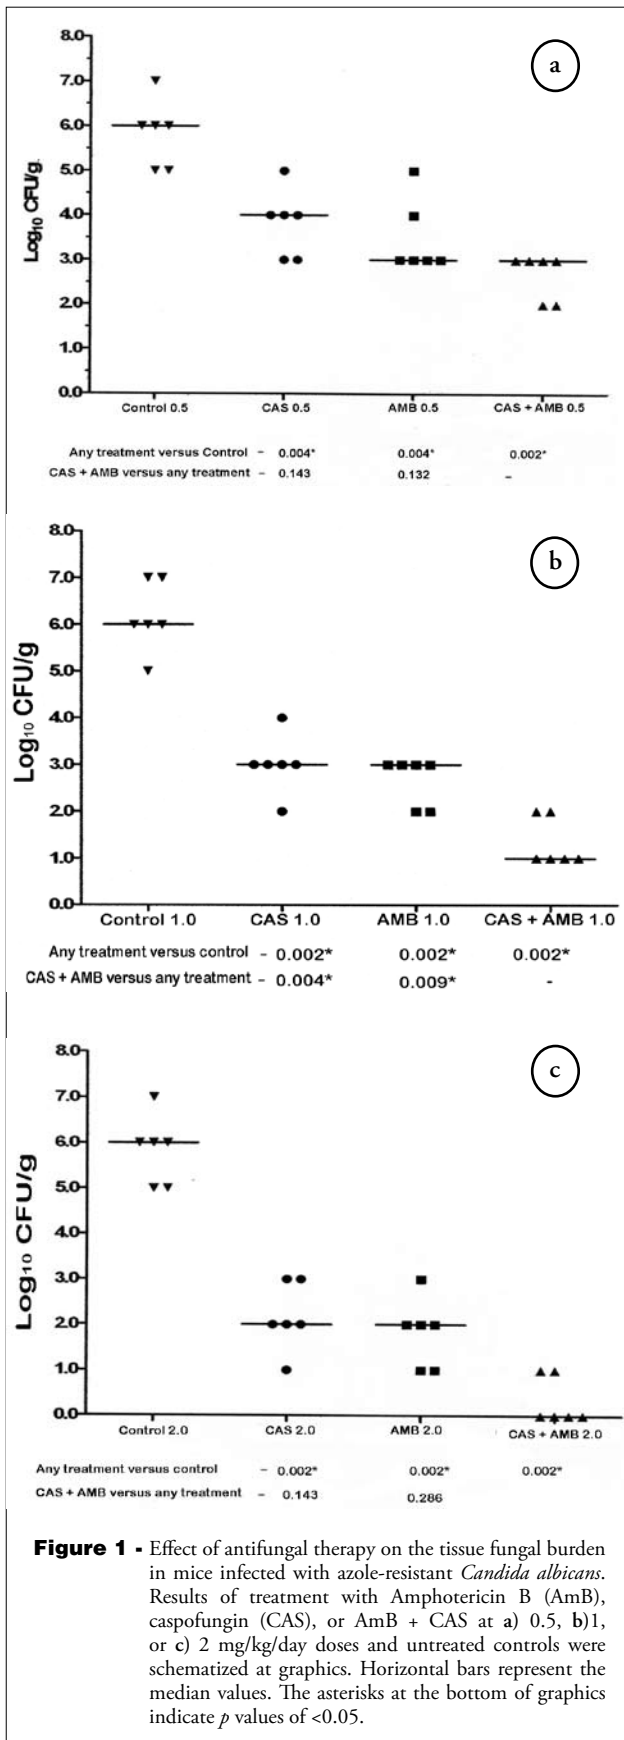 8.0
a
7.0
6.0
5.0
4.0
3.0
2.0
1.0
0.0
Log10 CFU/g
Control 0.5 CAS 0.5 AMB 0.5 CAS + AMB 0.5
Any treatment versus Control - 0.004* 0.004* 0.002*
CAS + AMB versus any treatment - 0.143 0.132 -
8.0
b
7.0
6.0
5.0
4.0
3.0
2.0
1.0
0.0
Log10 CFU/g
Control 1.0 CAS 1.0 AMB 1.0 CAS + AMB 1.0
Any treatment versus control - 0.002* 0.002* 0.002*
CAS + AMB versus any treatment - 0.004* 0.009* -
8.0
c
7.0
6.0
5.0
4.0
3.0
2.0
1.0
0.0
Log10 CFU/g
Control 2.0 CAS 2.0 AMB 2.0 CAS + AMB 2.0
Any treatment versus control - 0.002* 0.002* 0.002*
CAS + AMB versus any treatment - 0.143 0.286
Figure 1 - Effect of antifungal therapy on the tissue fungal burden
in mice infected with azole-resistant Candida albicans.
Results of treatment with Amphotericin B (AmB),
caspofungin (CAS), or AmB + CAS at a) 0.5, b)1,
or c) 2 mg/kg/day doses and untreated controls were
schematized at graphics. Horizontal bars represent the
median values. The asterisks at the bottom of graphics
indicate p values of <0.05.